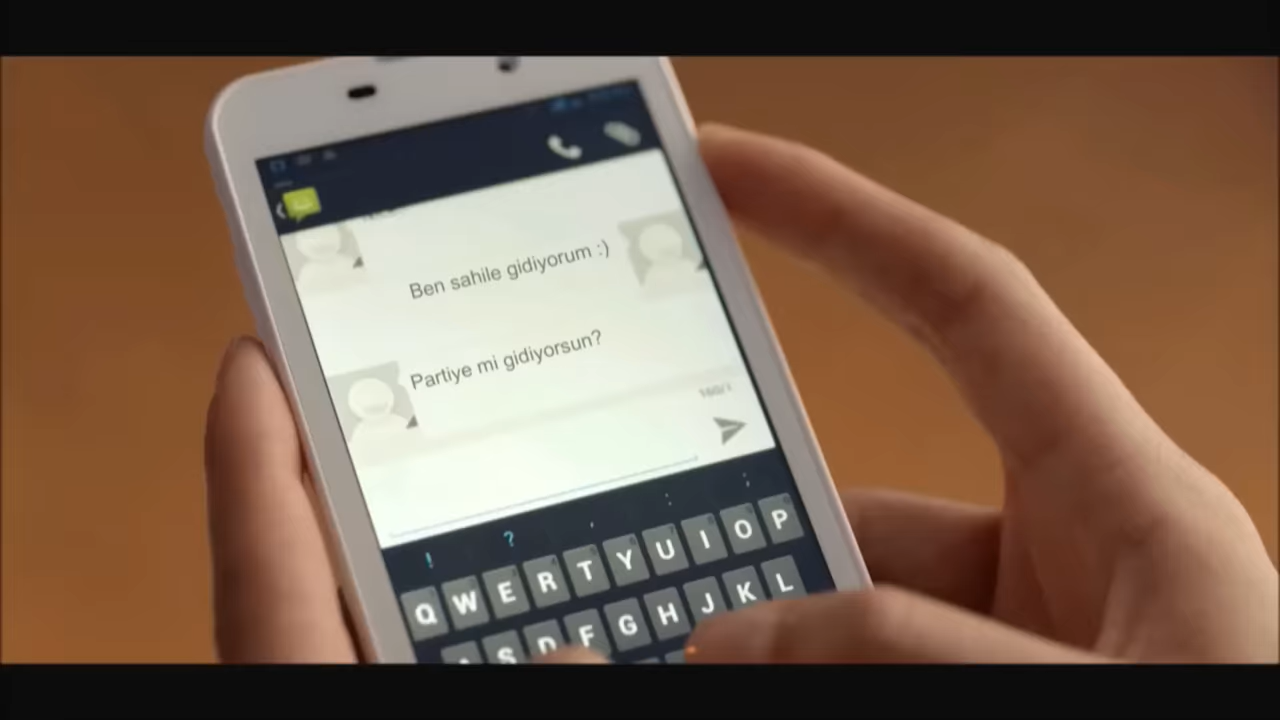 Ben sahile gidiyorum :)
Partiye mi gidiyorsun?
! ? , : ;
Q W E R T Y U I O P
S D F G H J K L